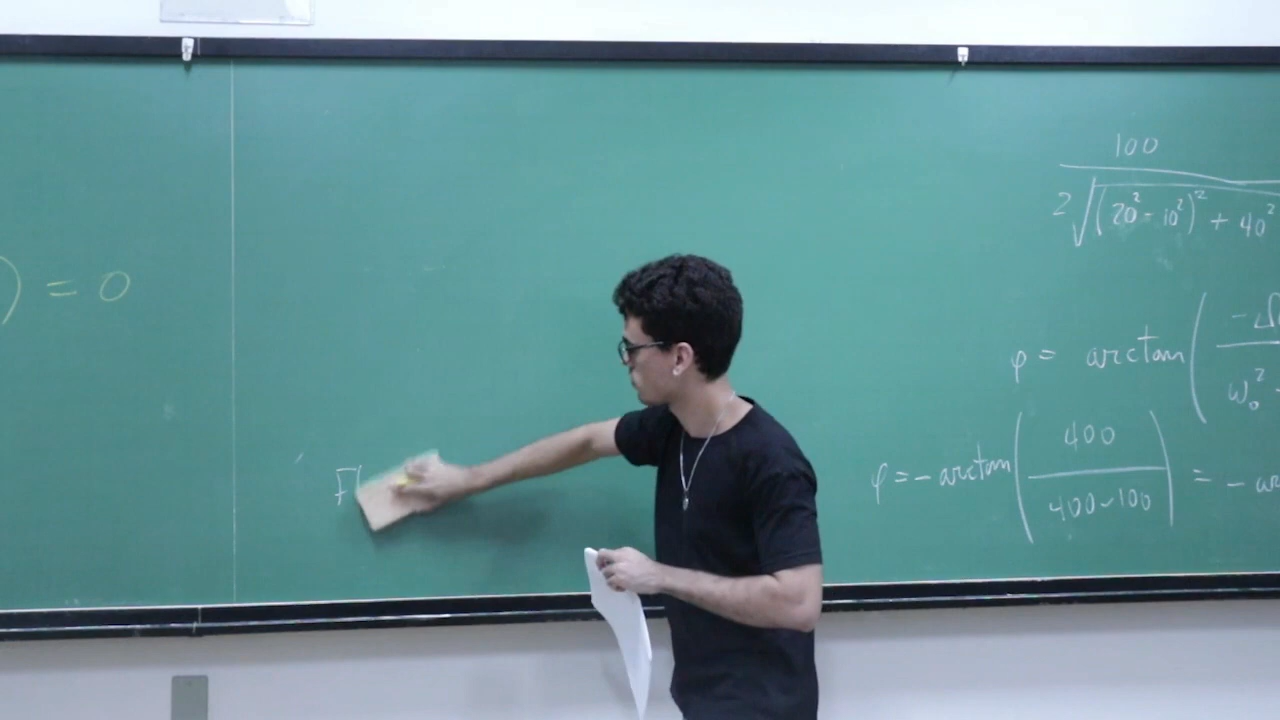 ) = 0
F
100
2√((20² - 10²)² + 40²
φ = arctan(
ω₀² -
φ = - arctan(400 / 400-100) = - ar